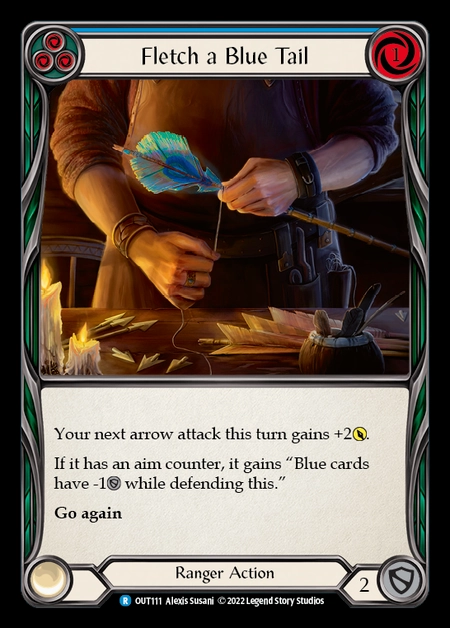 Fletch a Blue Tail
1
Your next arrow attack this turn gains +2.
If it has an aim counter, it gains “Blue cards
have -1 while defending this.”
Go again
Ranger Action
2
R OUT111 Alexis Susani © 2022 Legend Story Studios